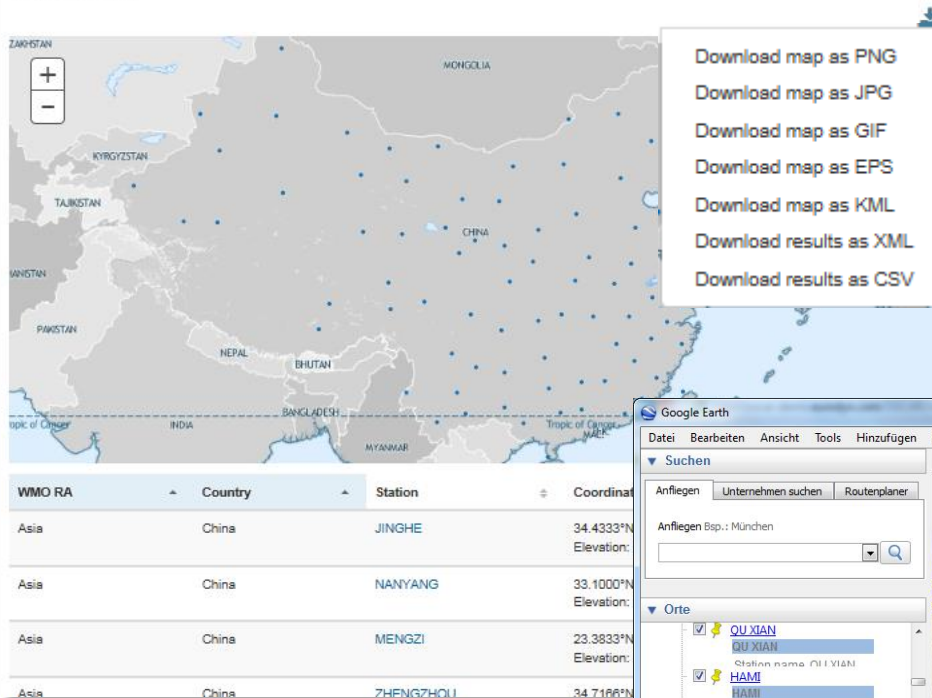 Download map as PNG
Download map as JPG
Download map as GIF
Download map as EPS
Download map as KML
Download results as XML
Download results as CSV
ZAKHSTAN
+
−
MONGOLIA
KYRGYZSTAN
TAJIKISTAN
CHINA
HANISTAN
PAKISTAN
NEPAL
BHUTAN
BANGLADESH
INDIA
MYANMAR
opic of Cancer
Tropic of Cancer
WMO RA Country Station Coordinat
Asia China JINGHE 34.4333°N
Elevation:
Asia China NANYANG 33.1000°N
Elevation:
Asia China MENGZI 23.3833°N
Elevation:
Asia China ZHENGZHOU 34.7166°N
Google Earth
Datei Bearbeiten Ansicht Tools Hinzufügen
Suchen
Anfliegen Unternehmen suchen Routenplaner
Anfliegen Bsp.: München
Orte
QU XIAN
QU XIAN
Station name QU XIAN
HAMI
HAMI